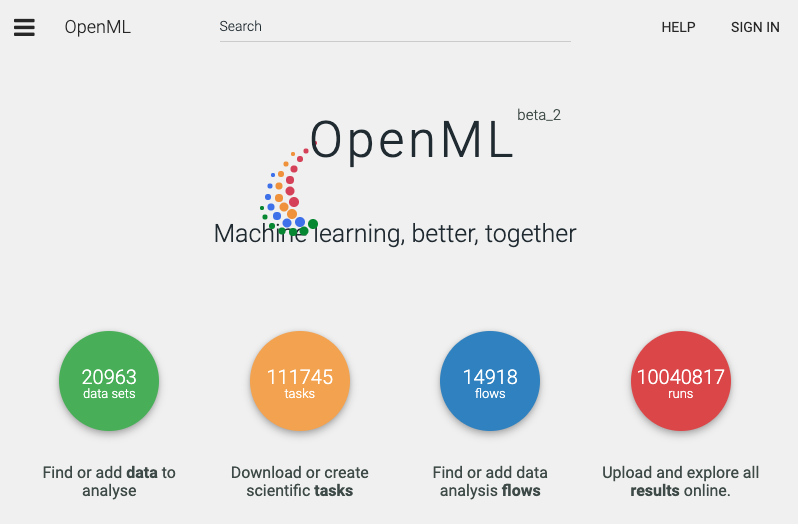 OpenML Search HELP SIGN IN
OpenML beta_2
Machine learning, better, together
20963 111745 14918 10040817
data sets tasks flows runs
Find or add data to Download or create Find or add data Upload and explore all
analyse scientific tasks analysis flows results online.